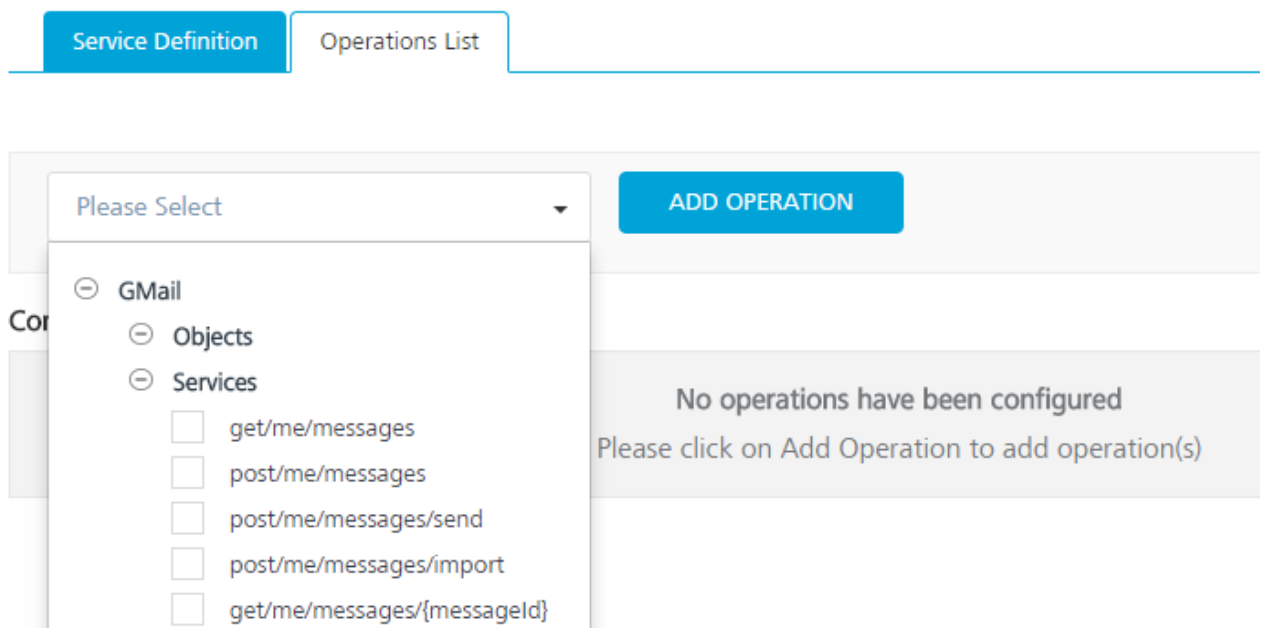 Service Definition
Operations List
Please Select
ADD OPERATION
GMail
Objects
Services
get/me/messages
post/me/messages
post/me/messages/send
post/me/messages/import
get/me/messages/{messageId}
No operations have been configured
Please click on Add Operation to add operation(s)